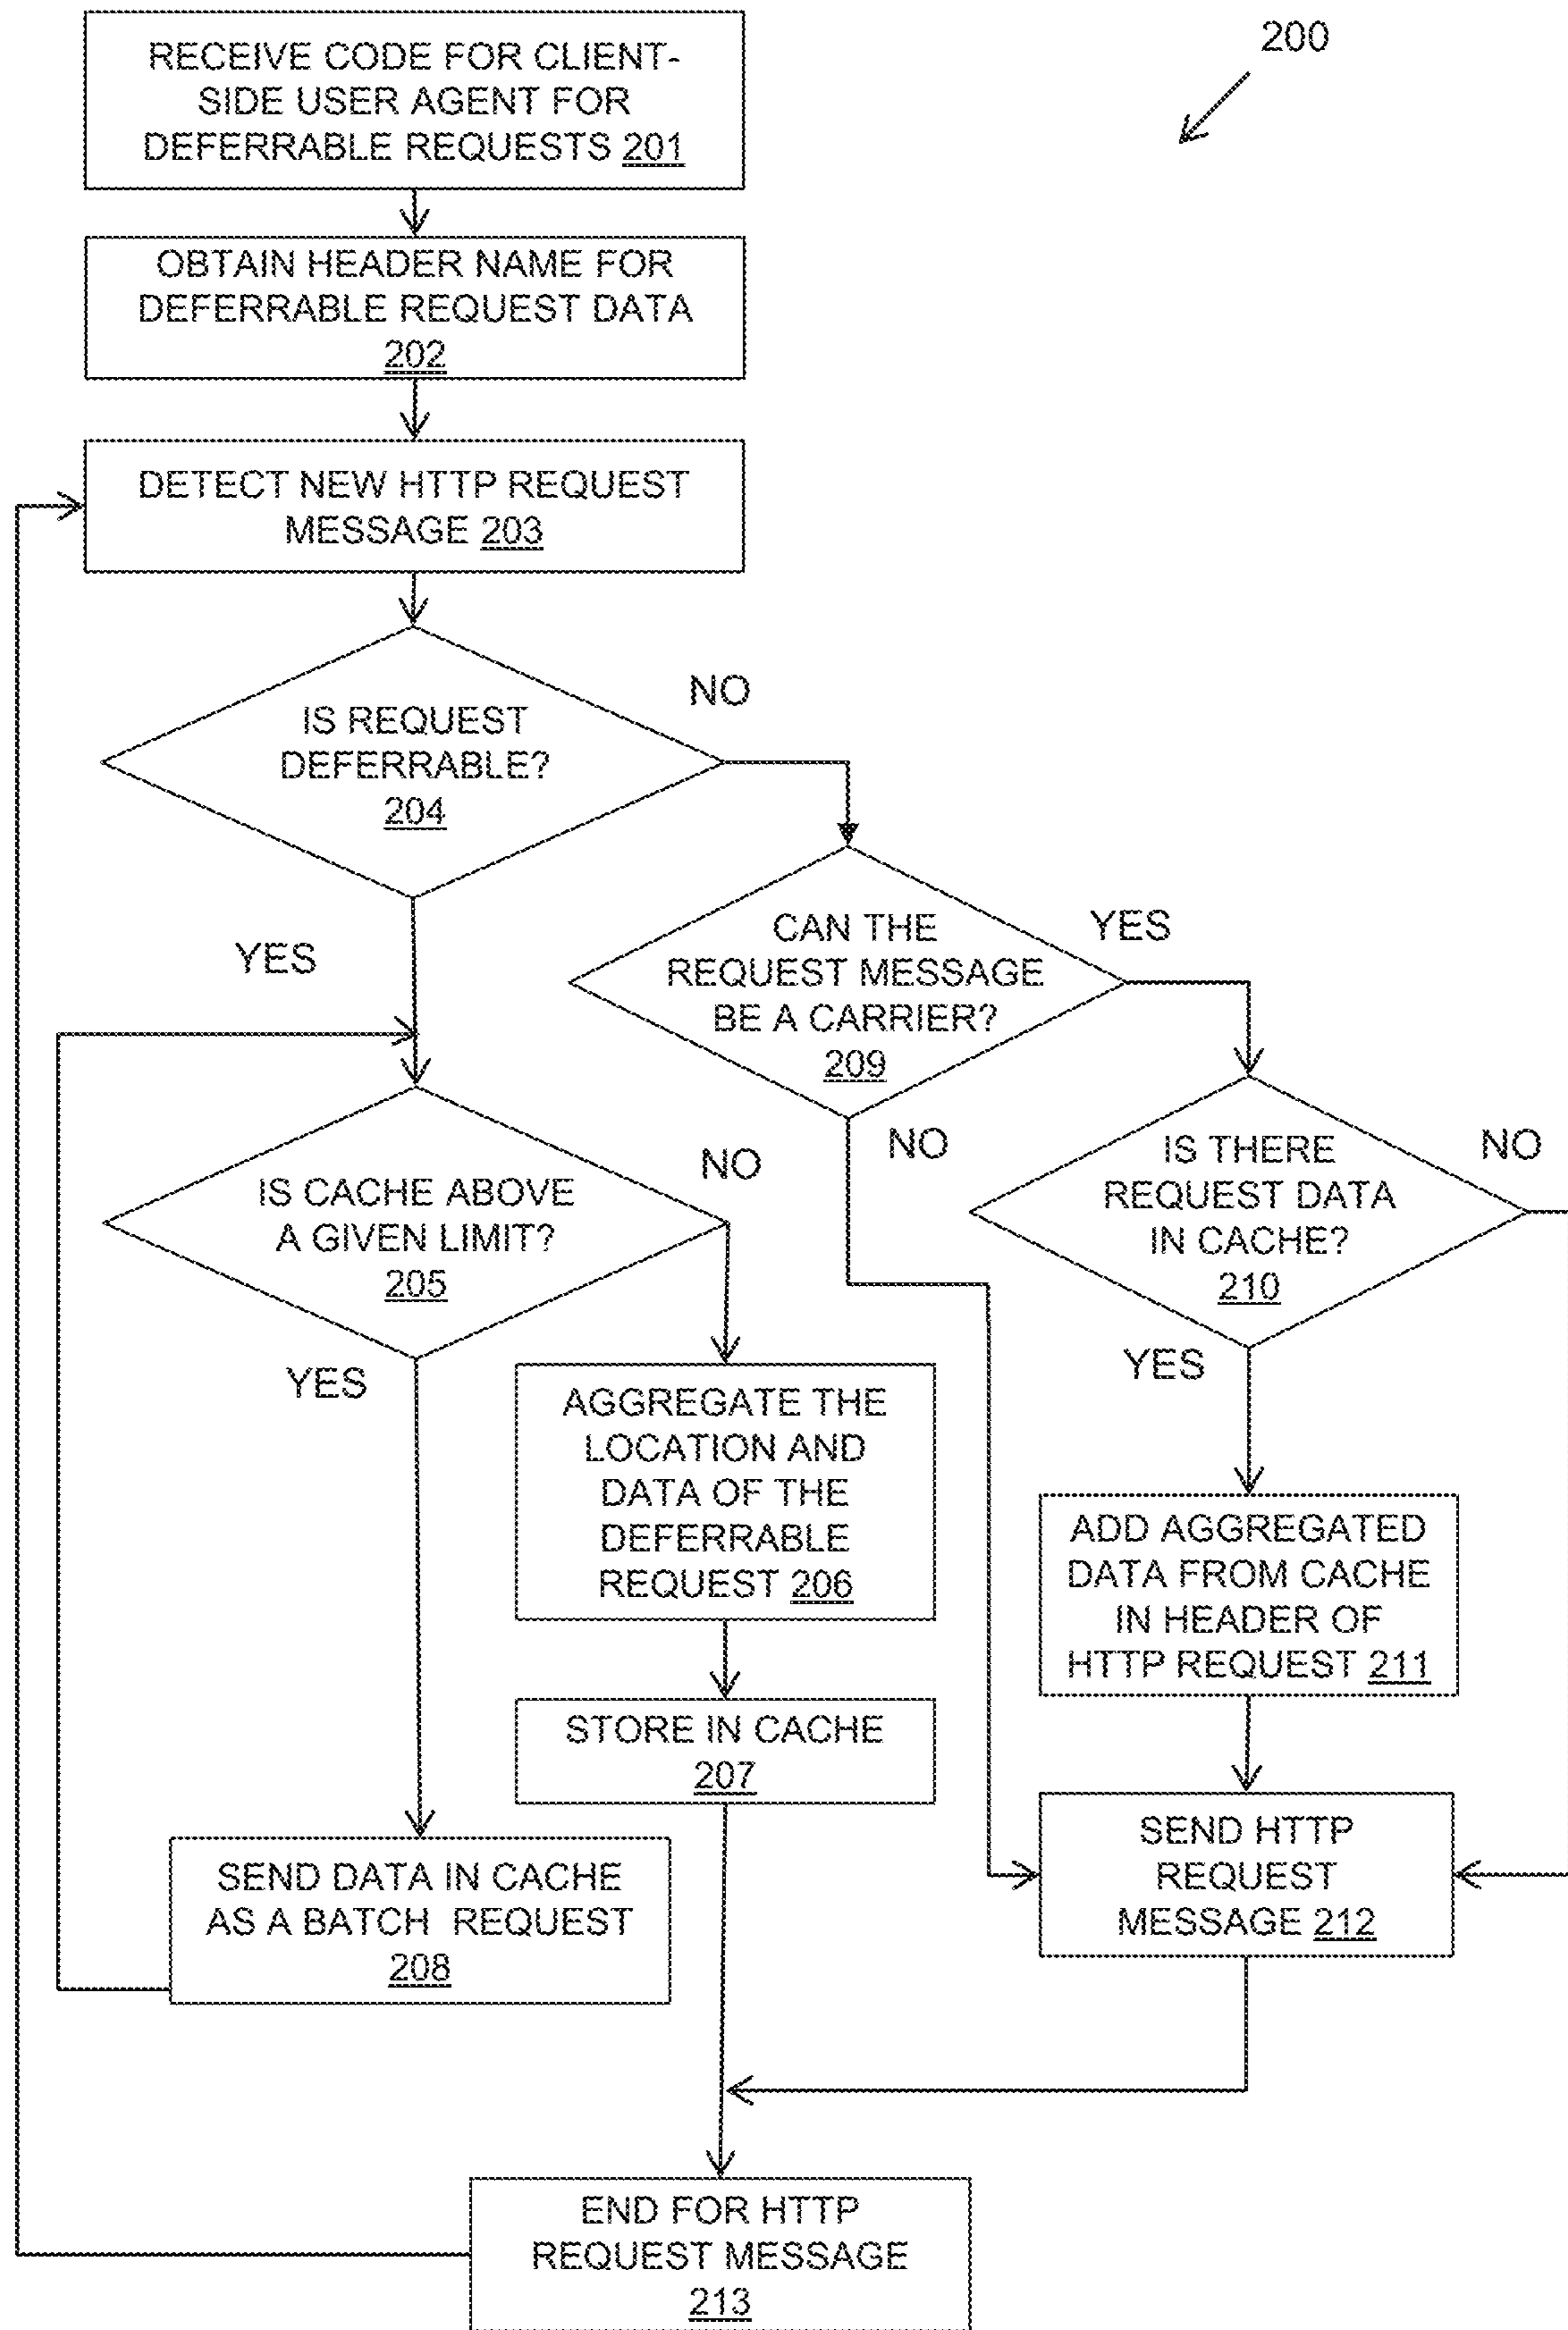 200
RECEIVE CODE FOR CLIENT-
SIDE USER AGENT FOR
DEFERRABLE REQUESTS 201
OBTAIN HEADER NAME FOR
DEFERRABLE REQUEST DATA
202
DETECT NEW HTTP REQUEST
MESSAGE 203
IS REQUEST
DEFERRABLE?
204
NO
YES
CAN THE
REQUEST MESSAGE
BE A CARRIER?
209
YES
NO
IS CACHE ABOVE
A GIVEN LIMIT?
205
NO
YES
IS THERE
REQUEST DATA
IN CACHE?
210
NO
YES
AGGREGATE THE
LOCATION AND
DATA OF THE
DEFERRABLE
REQUEST 206
ADD AGGREGATED
DATA FROM CACHE
IN HEADER OF
HTTP REQUEST 211
STORE IN CACHE
207
SEND DATA IN CACHE
AS A BATCH REQUEST
208
SEND HTTP
REQUEST
MESSAGE 212
END FOR HTTP
REQUEST MESSAGE
213